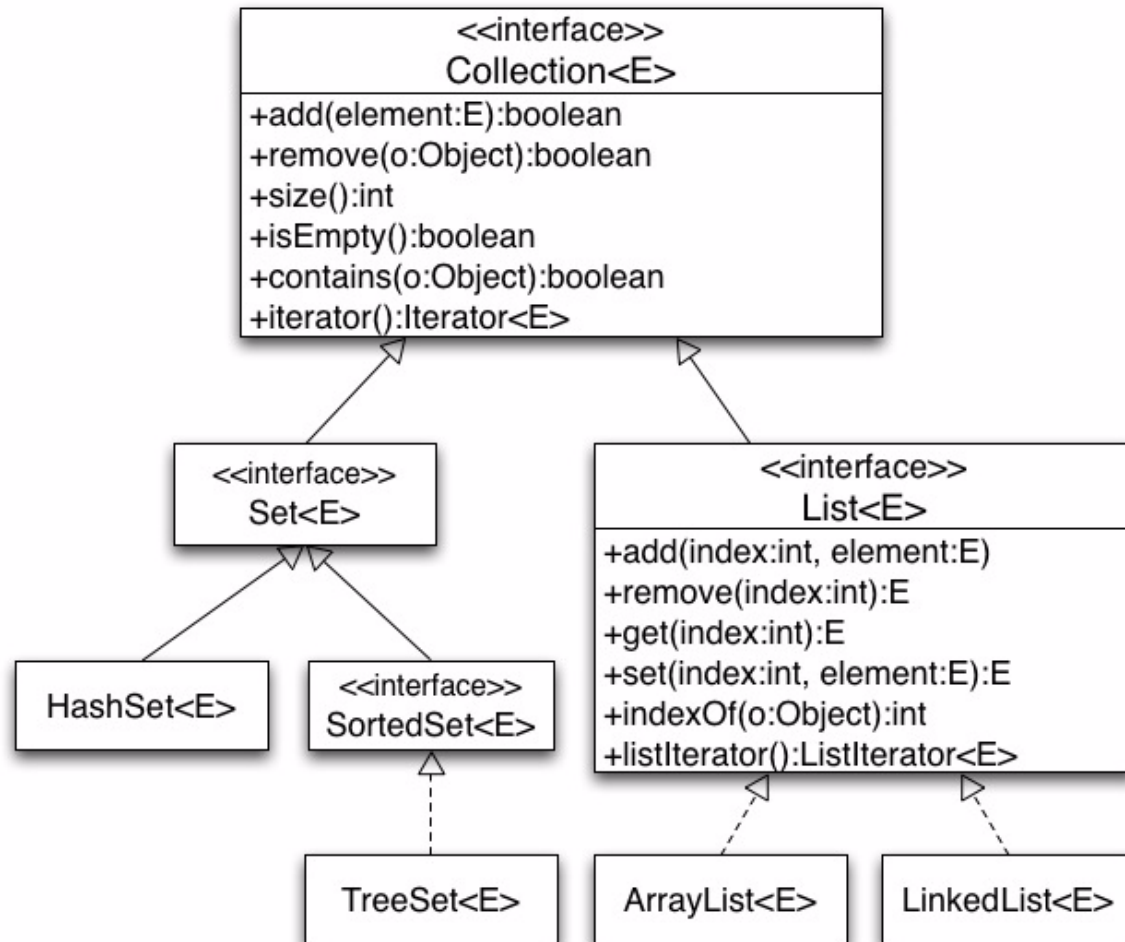 <<interface>>
Collection<E>
+add(element:E):boolean
+remove(o:Object):boolean
+size():int
+isEmpty():boolean
+contains(o:Object):boolean
+iterator():Iterator<E>
<<interface>>
Set<E>
<<interface>>
List<E>
+add(index:int, element:E)
+remove(index:int):E
+get(index:int):E
+set(index:int, element:E):E
+indexOf(o:Object):int
+listIterator():ListIterator<E>
HashSet<E>
<<interface>>
SortedSet<E>
TreeSet<E>
ArrayList<E>
LinkedList<E>